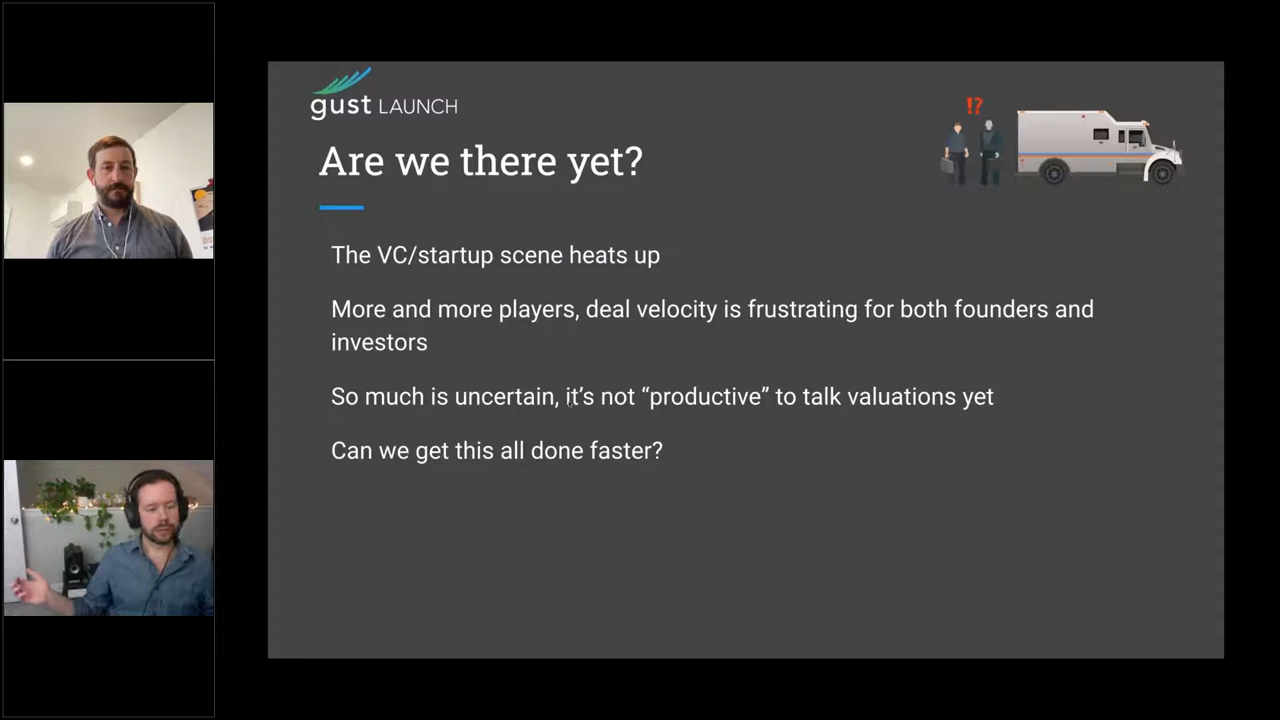 gust LAUNCH
!?
Are we there yet?
The VC/startup scene heats up
More and more players, deal velocity is frustrating for both founders and
investors
So much is uncertain, it’s not “productive” to talk valuations yet
Can we get this all done faster?